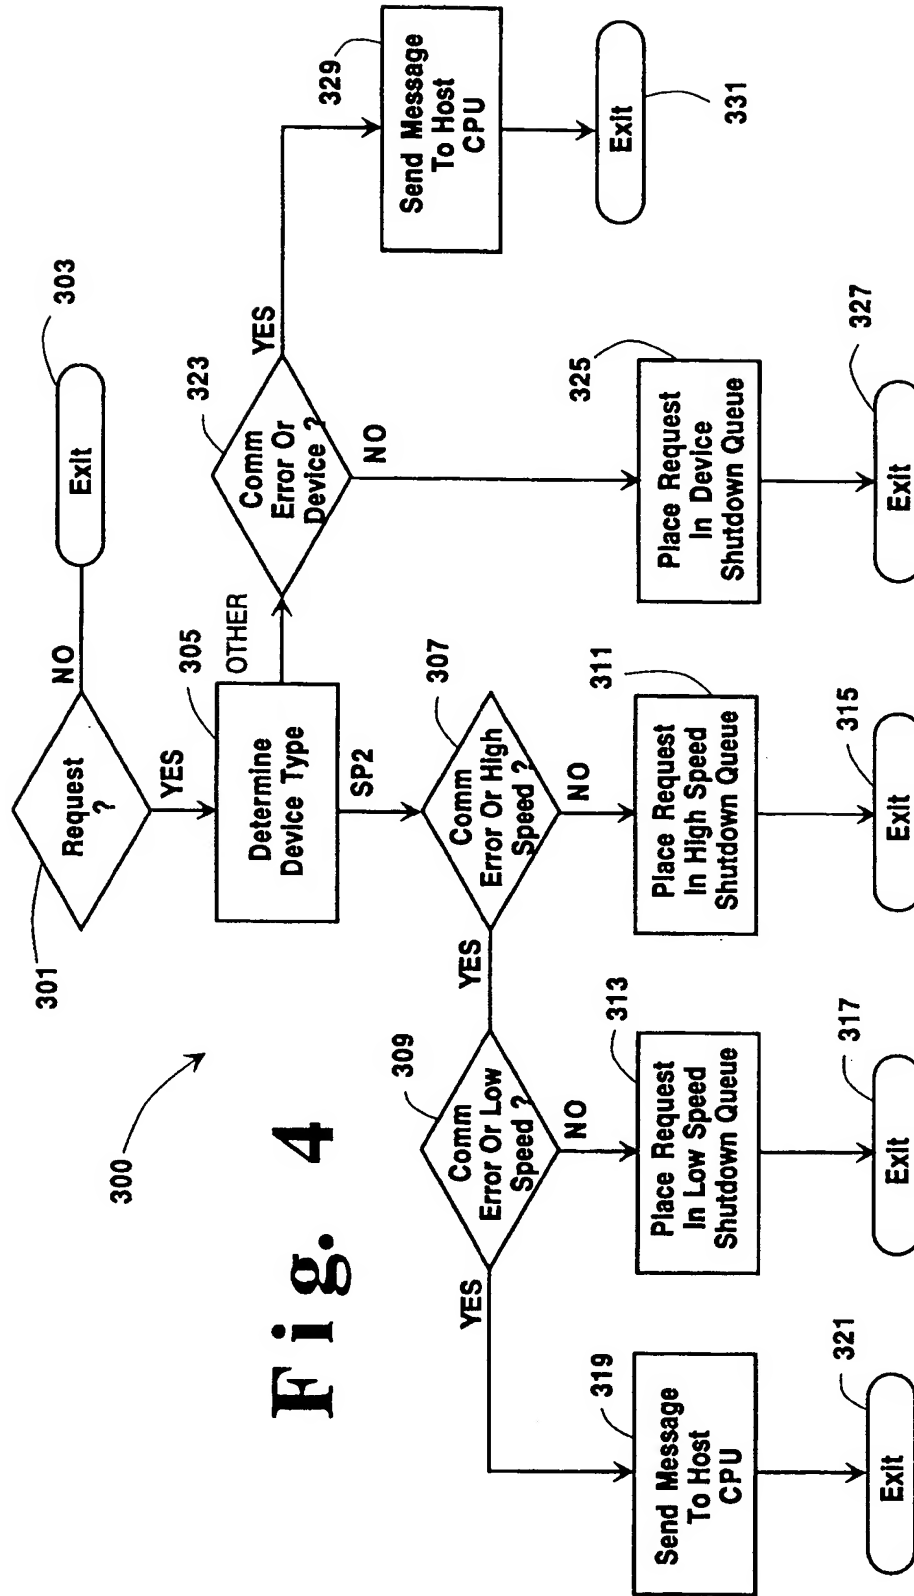 Fig. 4
300
301
Request
?
NO
Exit
303
YES
305
Determine
Device Type
OTHER
SP2
323
Comm
Error Or
Device ?
YES
NO
329
Send Message
To Host
CPU
Exit
331
325
Place Request
In Device
Shutdown Queue
Exit
327
307
Comm
Error Or High
Speed ?
YES
NO
311
Place Request
In High Speed
Shutdown Queue
Exit
315
309
Comm
Error Or Low
Speed ?
YES
NO
313
Place Request
In Low Speed
Shutdown Queue
Exit
317
319
Send Message
To Host
CPU
Exit
321